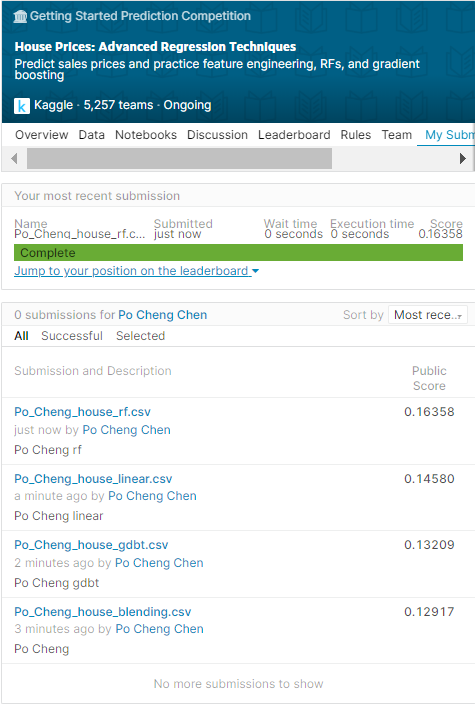 Getting Started Prediction Competition
House Prices: Advanced Regression Techniques
Predict sales prices and practice feature engineering, RFs, and gradient
boosting
k Kaggle · 5,257 teams · Ongoing
Overview Data Notebooks Discussion Leaderboard Rules Team My Subm
Your most recent submission
Name Submitted Wait time Execution time Score
Po_Cheng_house_rf.c... just now 0 seconds 0 seconds 0.16358
Complete
Jump to your position on the leaderboard
0 submissions for Po Cheng Chen Sort by Most rece...
All Successful Selected
Submission and Description Public
Score
Po_Cheng_house_rf.csv 0.16358
just now by Po Cheng Chen
Po Cheng rf
Po_Cheng_house_linear.csv 0.14580
a minute ago by Po Cheng Chen
Po Cheng linear
Po_Cheng_house_gdbt.csv 0.13209
2 minutes ago by Po Cheng Chen
Po Cheng gdbt
Po_Cheng_house_blending.csv 0.12917
3 minutes ago by Po Cheng Chen
Po Cheng
No more submissions to show